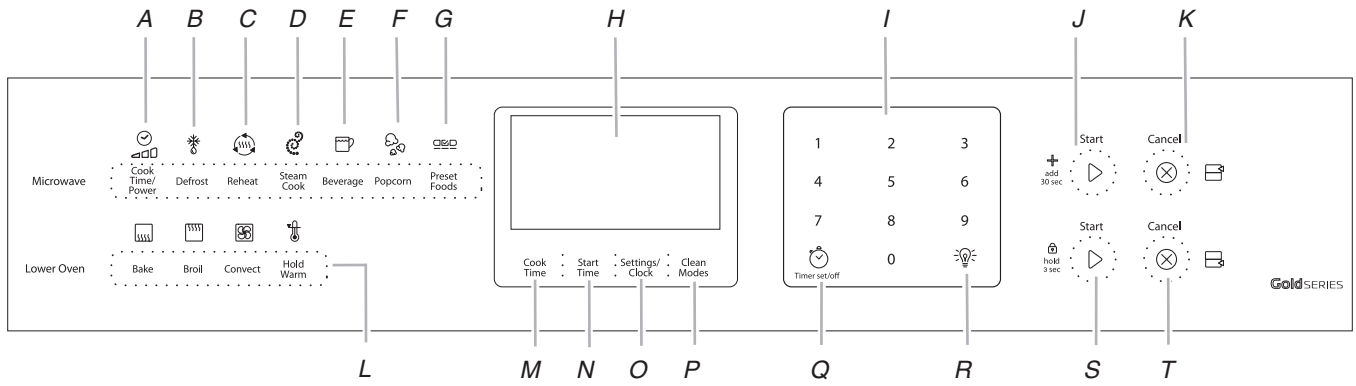 A B C D E F G H I J K
Microwave
Cook Time/ Power
Defrost
Reheat
Steam Cook
Beverage
Popcorn
Preset Foods
Lower Oven
Bake
Broil
Convect
Hold Warm
Cook Time
Start Time
Settings/ Clock
Clean Modes
1 2 3
4 5 6
7 8 9
0
Timer set/off
Start
add
30 sec
Cancel
Start
hold
3 sec
Cancel
Gold SERIES
L M N O P Q R S T